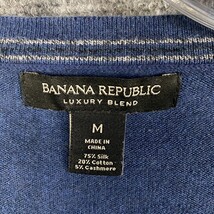 BANANA REPUBLIC
LUXURY BLEND
M
MADE IN
CHINA
75% Silk
20% Cotton
5% Cashmere